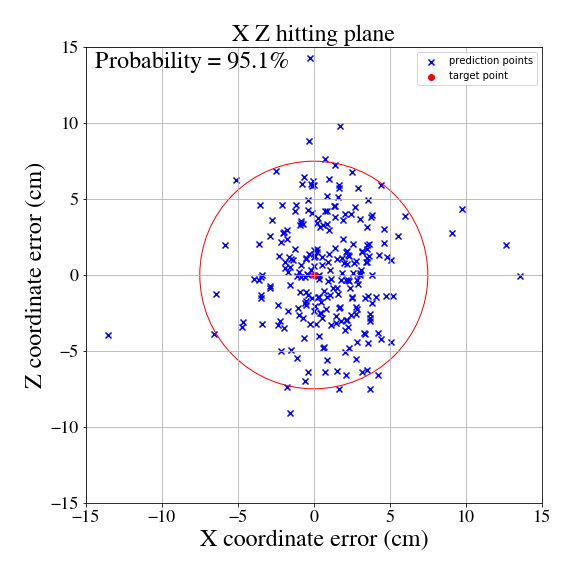 X Z hitting plane
Probability = 95.1%
prediction points
target point
15
10
5
0
−5
−10
−15
Z coordinate error (cm)
−15
−10
−5
0
5
10
15
X coordinate error (cm)